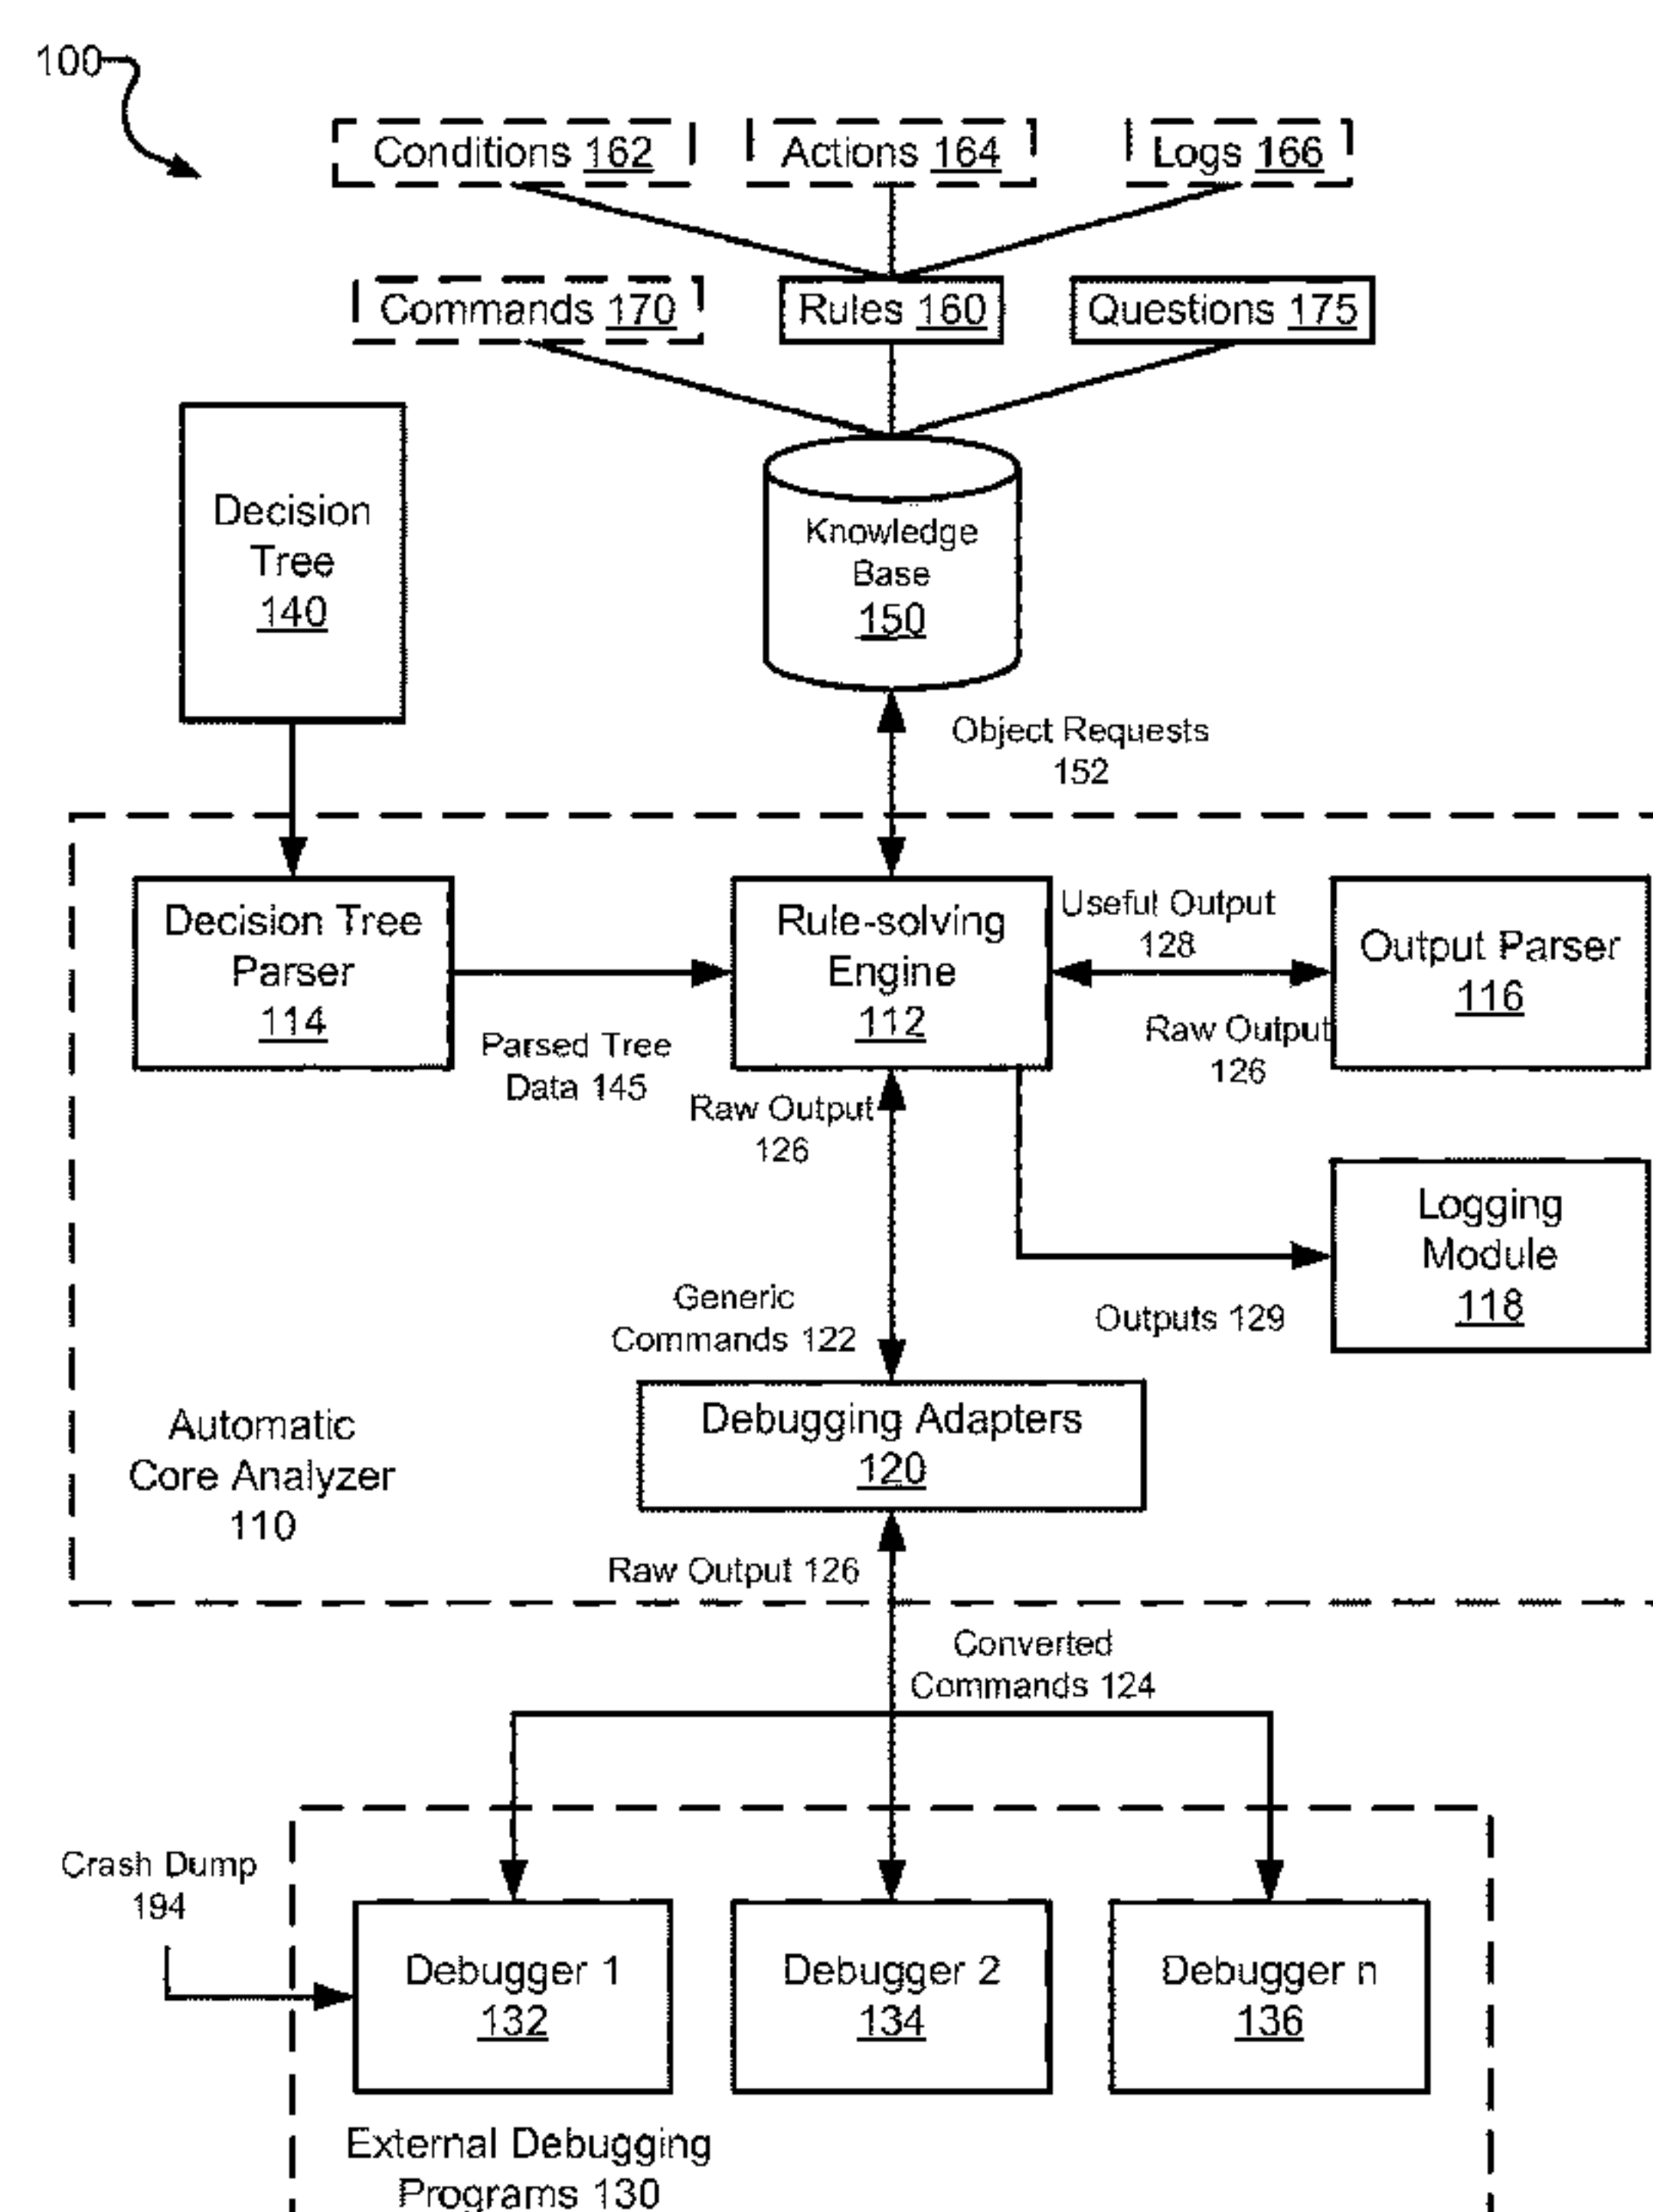 100
Conditions 162
Actions 164
Logs 166
Commands 170
Rules 160
Questions 175
Decision
Tree
140
Knowledge
Base
150
Object Requests
152
Decision Tree
Parser
114
Rule-solving
Engine
112
Useful Output
128
Output Parser
116
Raw Output
126
Parsed Tree
Data 145
Raw Output
126
Logging
Module
118
Generic
Commands 122
Outputs 129
Debugging Adapters
120
Automatic
Core Analyzer
110
Raw Output 126
Converted
Commands 124
Crash Dump
194
Debugger 1
132
Debugger 2
134
Debugger n
136
External Debugging
Programs 130